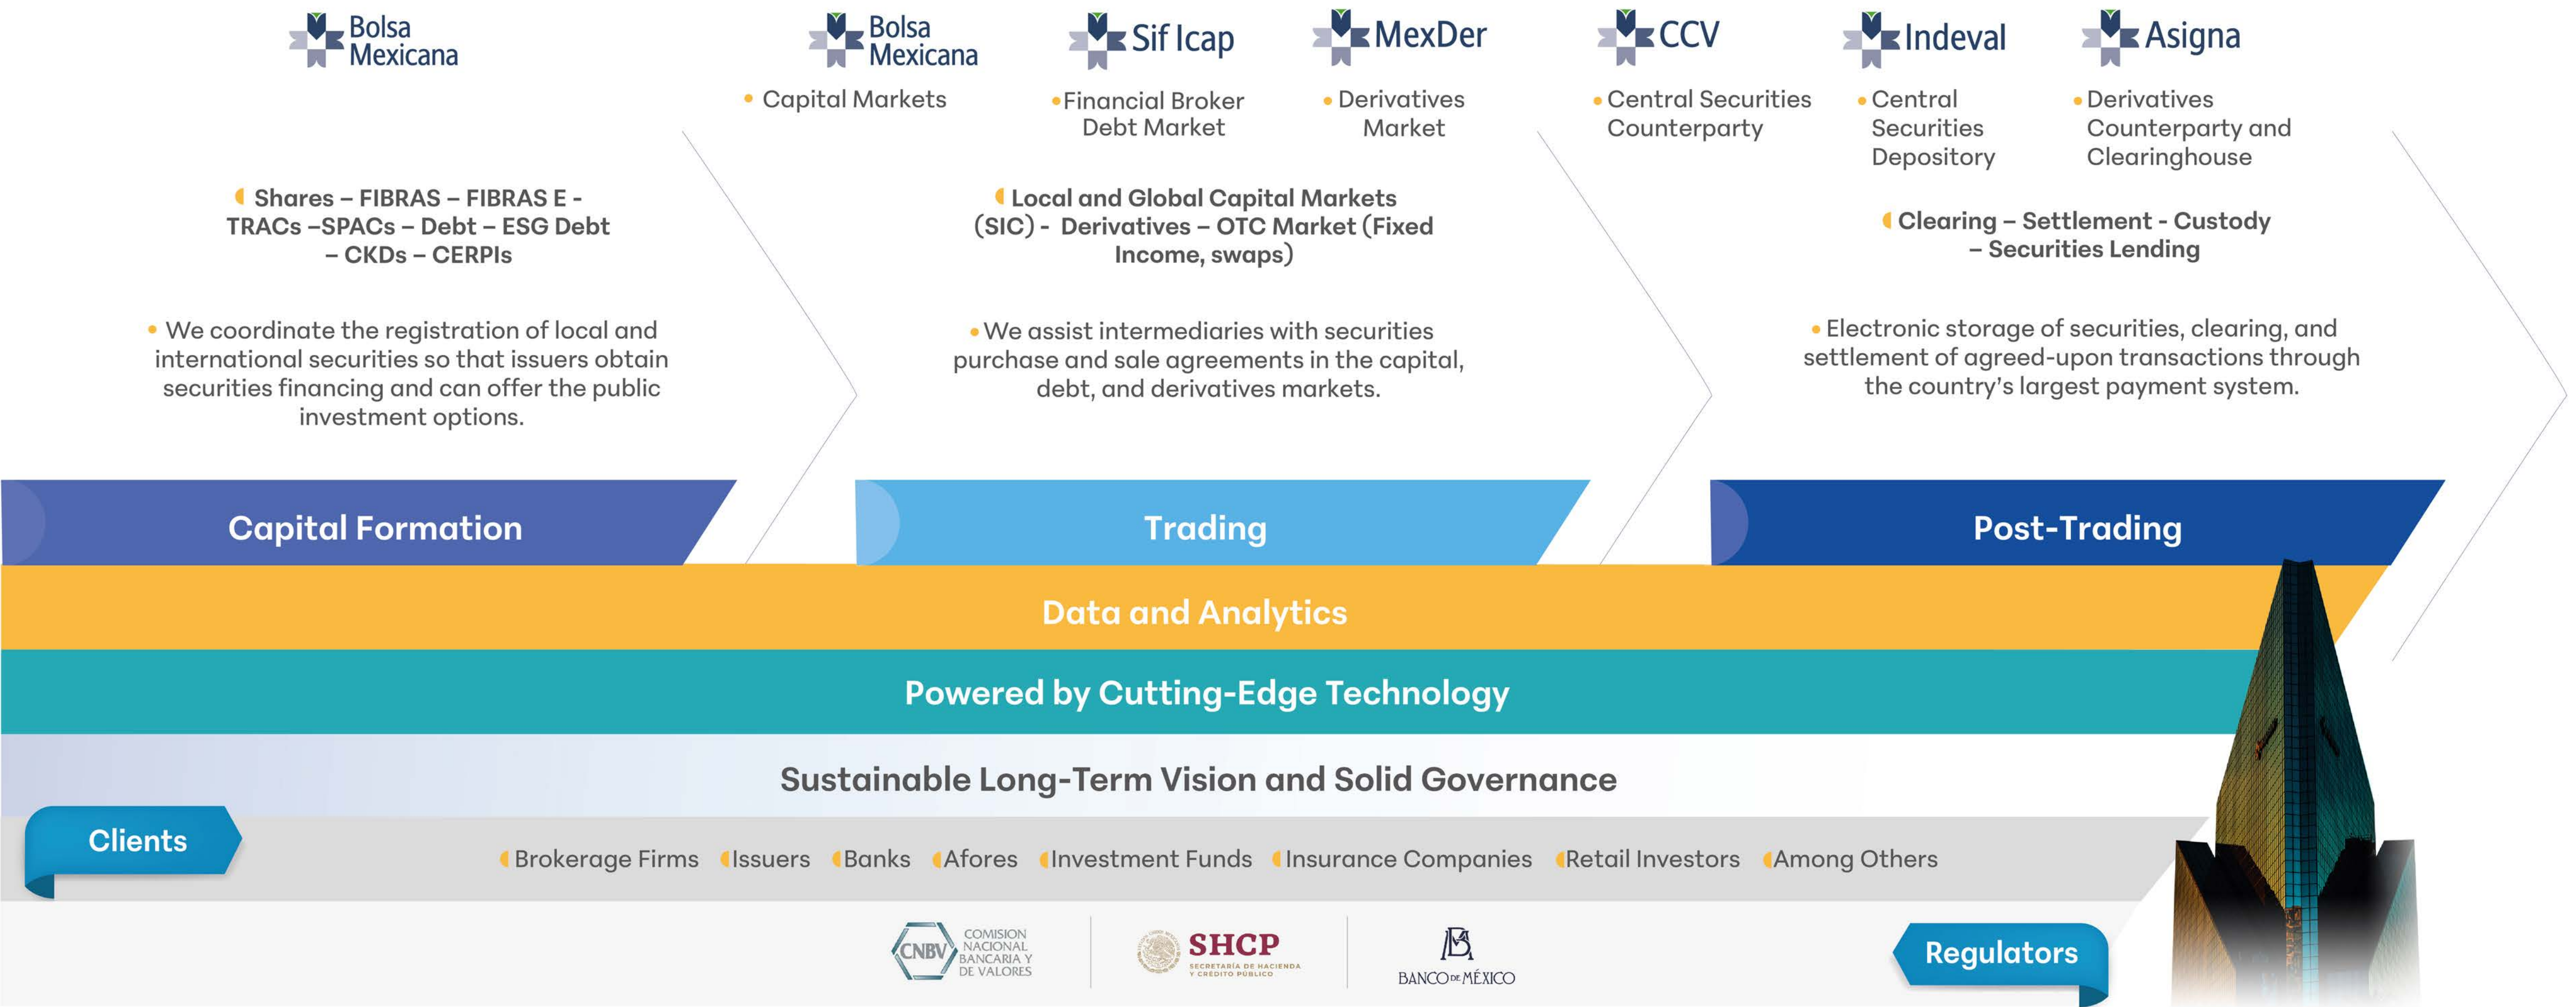 Bolsa
Mexicana
Shares – FIBRAS – FIBRAS E -
TRACs –SPACs – Debt – ESG Debt
– CKDs – CERPIs
We coordinate the registration of local and
international securities so that issuers obtain
securities financing and can offer the public
investment options.
Capital Formation
Bolsa
Mexicana
Capital Markets
Sif Icap
Financial Broker
Debt Market
MexDer
Derivatives
Market
Local and Global Capital Markets
(SIC) - Derivatives – OTC Market (Fixed
Income, swaps)
We assist intermediaries with securities
purchase and sale agreements in the capital,
debt, and derivatives markets.
Trading
CCV
Central Securities
Counterparty
Indeval
Central
Securities
Depository
Asigna
Derivatives
Counterparty and
Clearinghouse
Clearing – Settlement - Custody
– Securities Lending
Electronic storage of securities, clearing, and
settlement of agreed-upon transactions through
the country's largest payment system.
Post-Trading
Data and Analytics
Powered by Cutting-Edge Technology
Sustainable Long-Term Vision and Solid Governance
Clients
Brokerage Firms Issuers Banks Afores Investment Funds Insurance Companies Retail Investors Among Others
CNBV
COMISION
NACIONAL
BANCARIA Y
DE VALORES
SHCP
SECRETARÍA DE HACIENDA
Y CRÉDITO PÚBLICO
BANCO DE MÉXICO
Regulators